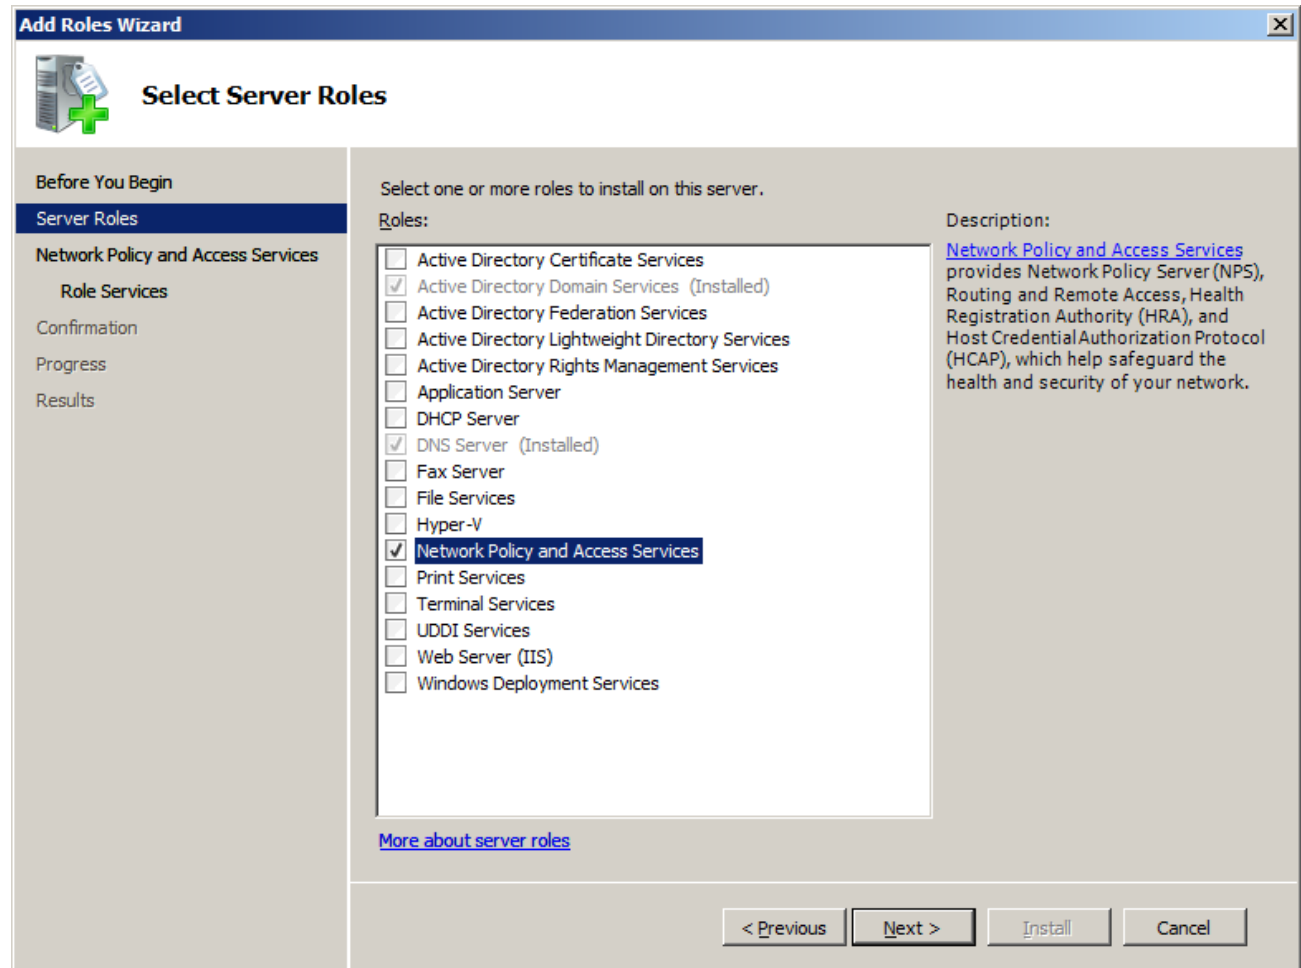 Add Roles Wizard
Select Server Roles
Before You Begin
Server Roles
Network Policy and Access Services
Role Services
Confirmation
Progress
Results
Select one or more roles to install on this server.
Roles:
Active Directory Certificate Services
Active Directory Domain Services (Installed)
Active Directory Federation Services
Active Directory Lightweight Directory Services
Active Directory Rights Management Services
Application Server
DHCP Server
DNS Server (Installed)
Fax Server
File Services
Hyper-V
Network Policy and Access Services
Print Services
Terminal Services
UDDI Services
Web Server (IIS)
Windows Deployment Services
More about server roles
Description:
Network Policy and Access Services
provides Network Policy Server (NPS),
Routing and Remote Access, Health
Registration Authority (HRA), and
Host Credential Authorization Protocol
(HCAP), which help safeguard the
health and security of your network.
< Previous
Next >
Install
Cancel